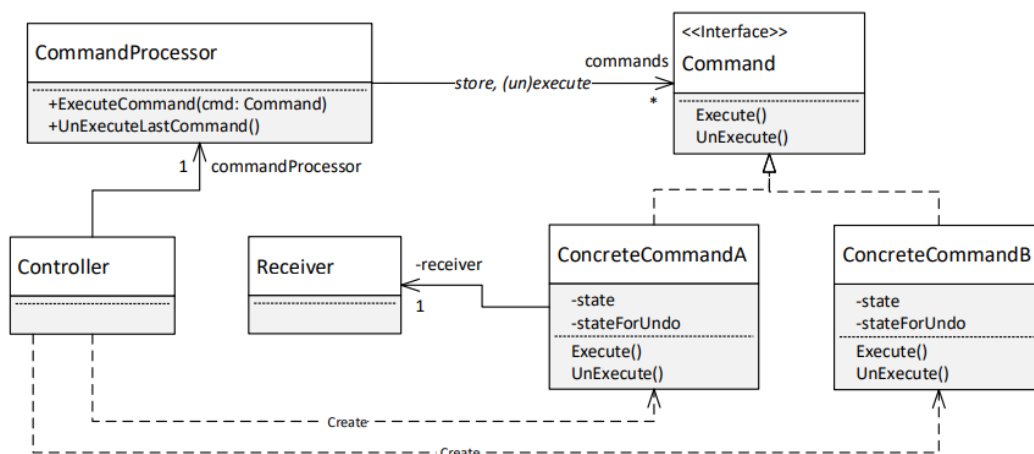 CommandProcessor
+ExecuteCommand(cmd: Command)
+UnExecuteLastCommand()
store, (un)execute
commands
*
<<Interface>>
Command
Execute()
UnExecute()
1
commandProcessor
Controller
Receiver
-receiver
1
ConcreteCommandA
-state
-stateForUndo
Execute()
UnExecute()
ConcreteCommandB
-state
-stateForUndo
Execute()
UnExecute()
Create
Create